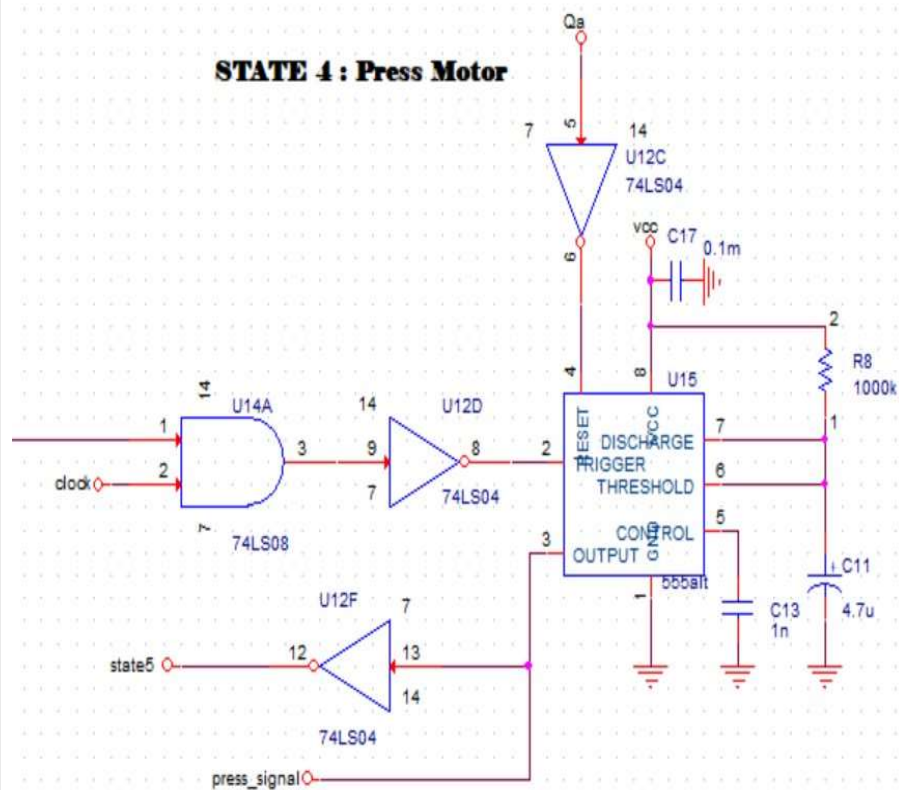 Qa
STATE 4 : Press Motor
5
7
14
U12C
74LS04
vcc
C17
0.1m
6
2
R8
1000k
4
8
U15
14
U14A
14
U12D
1
1
RESET
VCC
DISCHARGE
7
3
9
8
2
TRIGGER
clock
2
THRESHOLD
6
7
74LS04
5
7
CONTROL
74LS08
3
OUTPUT
GND
C11
+
555alt
U12F
7
1
C13
4.7u
1n
state5
12
13
14
74LS04
press_signal